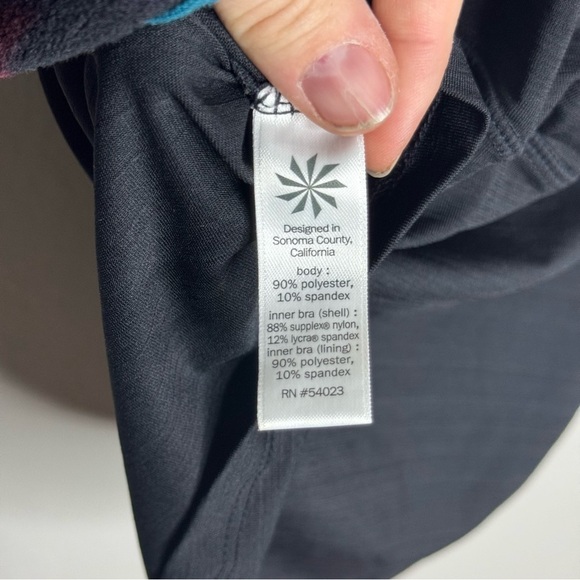 Designed in
Sonoma County,
California
body :
90% polyester,
10% spandex
inner bra (shell) :
88% supplex® nylon,
12% lycra® spandex
inner bra (lining) :
90% polyester,
10% spandex
RN #54023